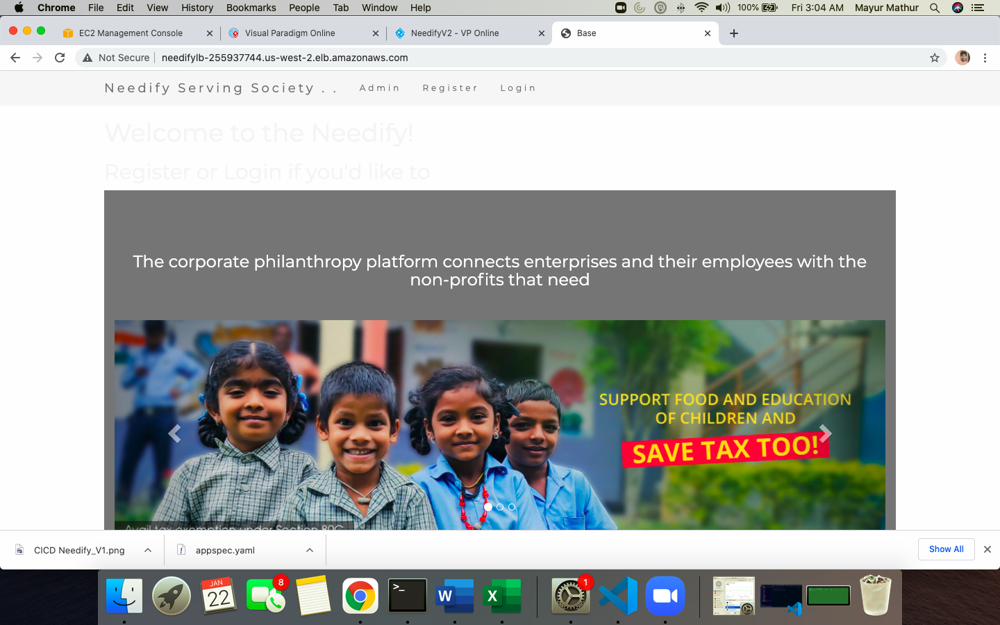 Chrome File Edit View History Bookmarks People Tab Window Help 100% Fri 3:04 AM Mayur Mathur
EC2 Management Console Visual Paradigm Online NeedifyV2 - VP Online Base
Not Secure needifylb-255937744.us-west-2.elb.amazonaws.com
Needify Serving Society . . Admin Register Login
Welcome to the Needify!
Register or Login if you'd like to
The corporate philanthropy platform connects enterprises and their employees with the
non-profits that need
SUPPORT FOOD AND EDUCATION
OF CHILDREN AND
SAVE TAX TOO!
Avail tax exemption under Section 80G
CICD Needify_V1.png appspec.yaml Show All
JAN
22
8
1
>_
W
X